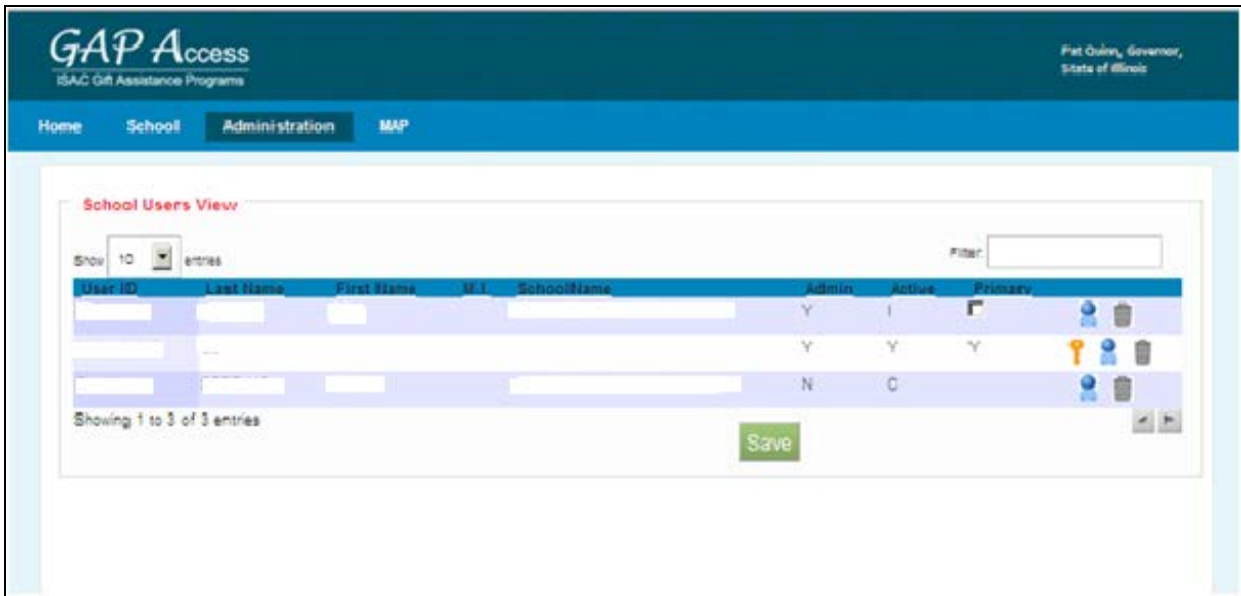 GAP Access
ISAC Gift Assistance Programs
Pat Quinn, Governor,
State of Illinois
Home School Administration MAP
School Users View
Show 10 entries
Filter:
User ID Last Name First Name M.I. SchoolName Admin Active Primary
Y I
Y Y Y
N C
Showing 1 to 3 of 3 entries
Save